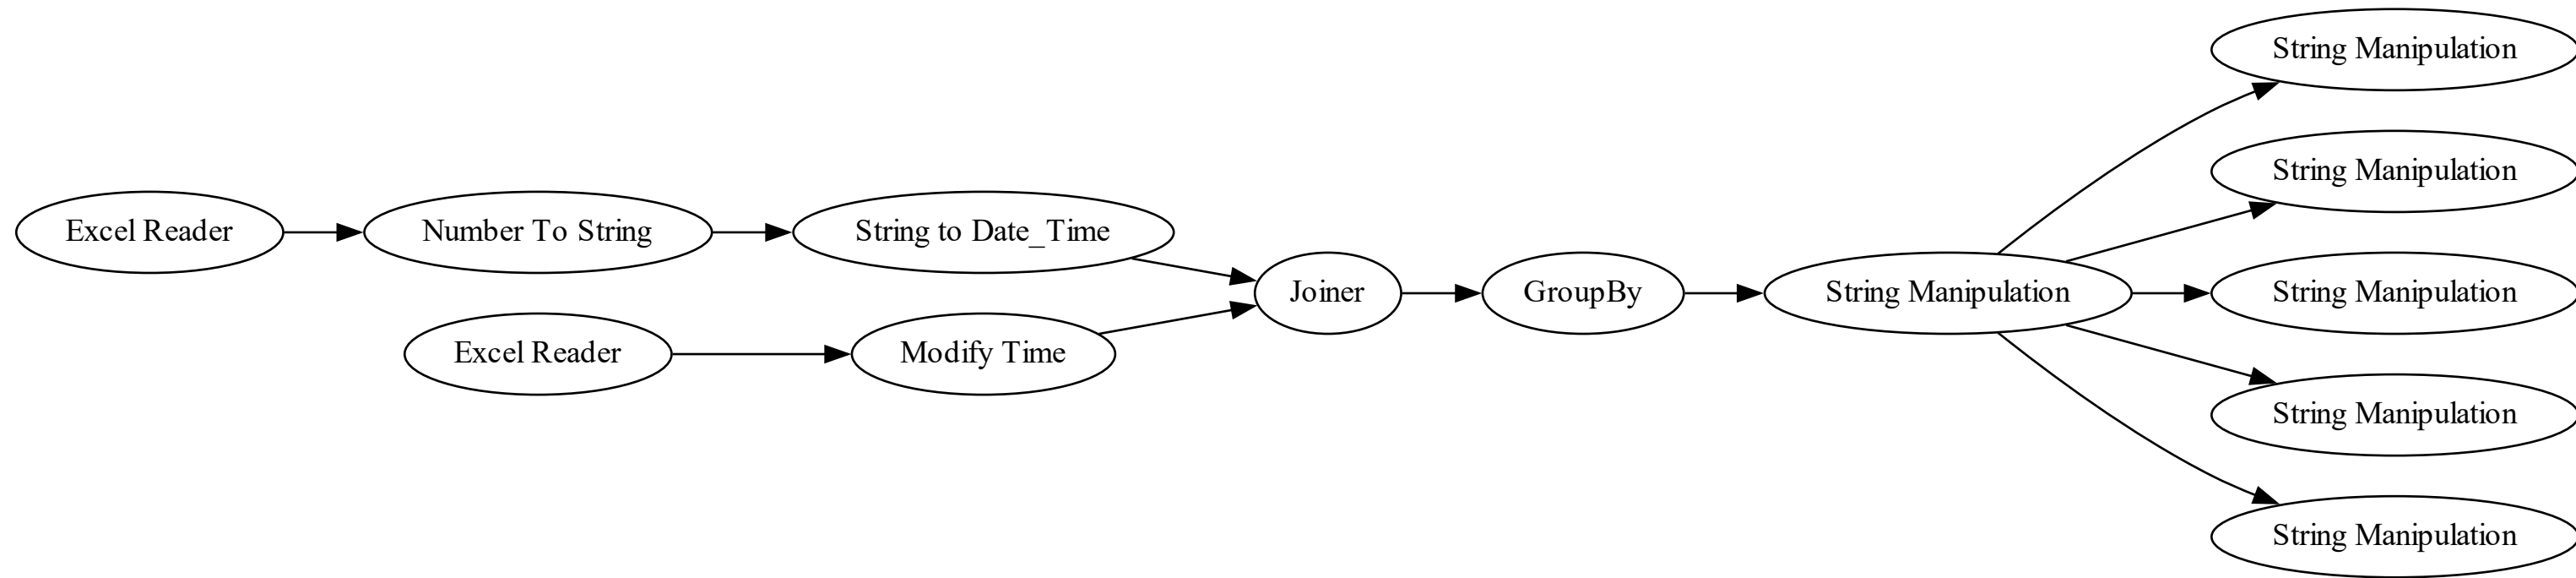 String Manipulation
String Manipulation
Excel Reader
Number To String
String to Date_Time
Joiner
GroupBy
String Manipulation
String Manipulation
Excel Reader
Modify Time
String Manipulation
String Manipulation